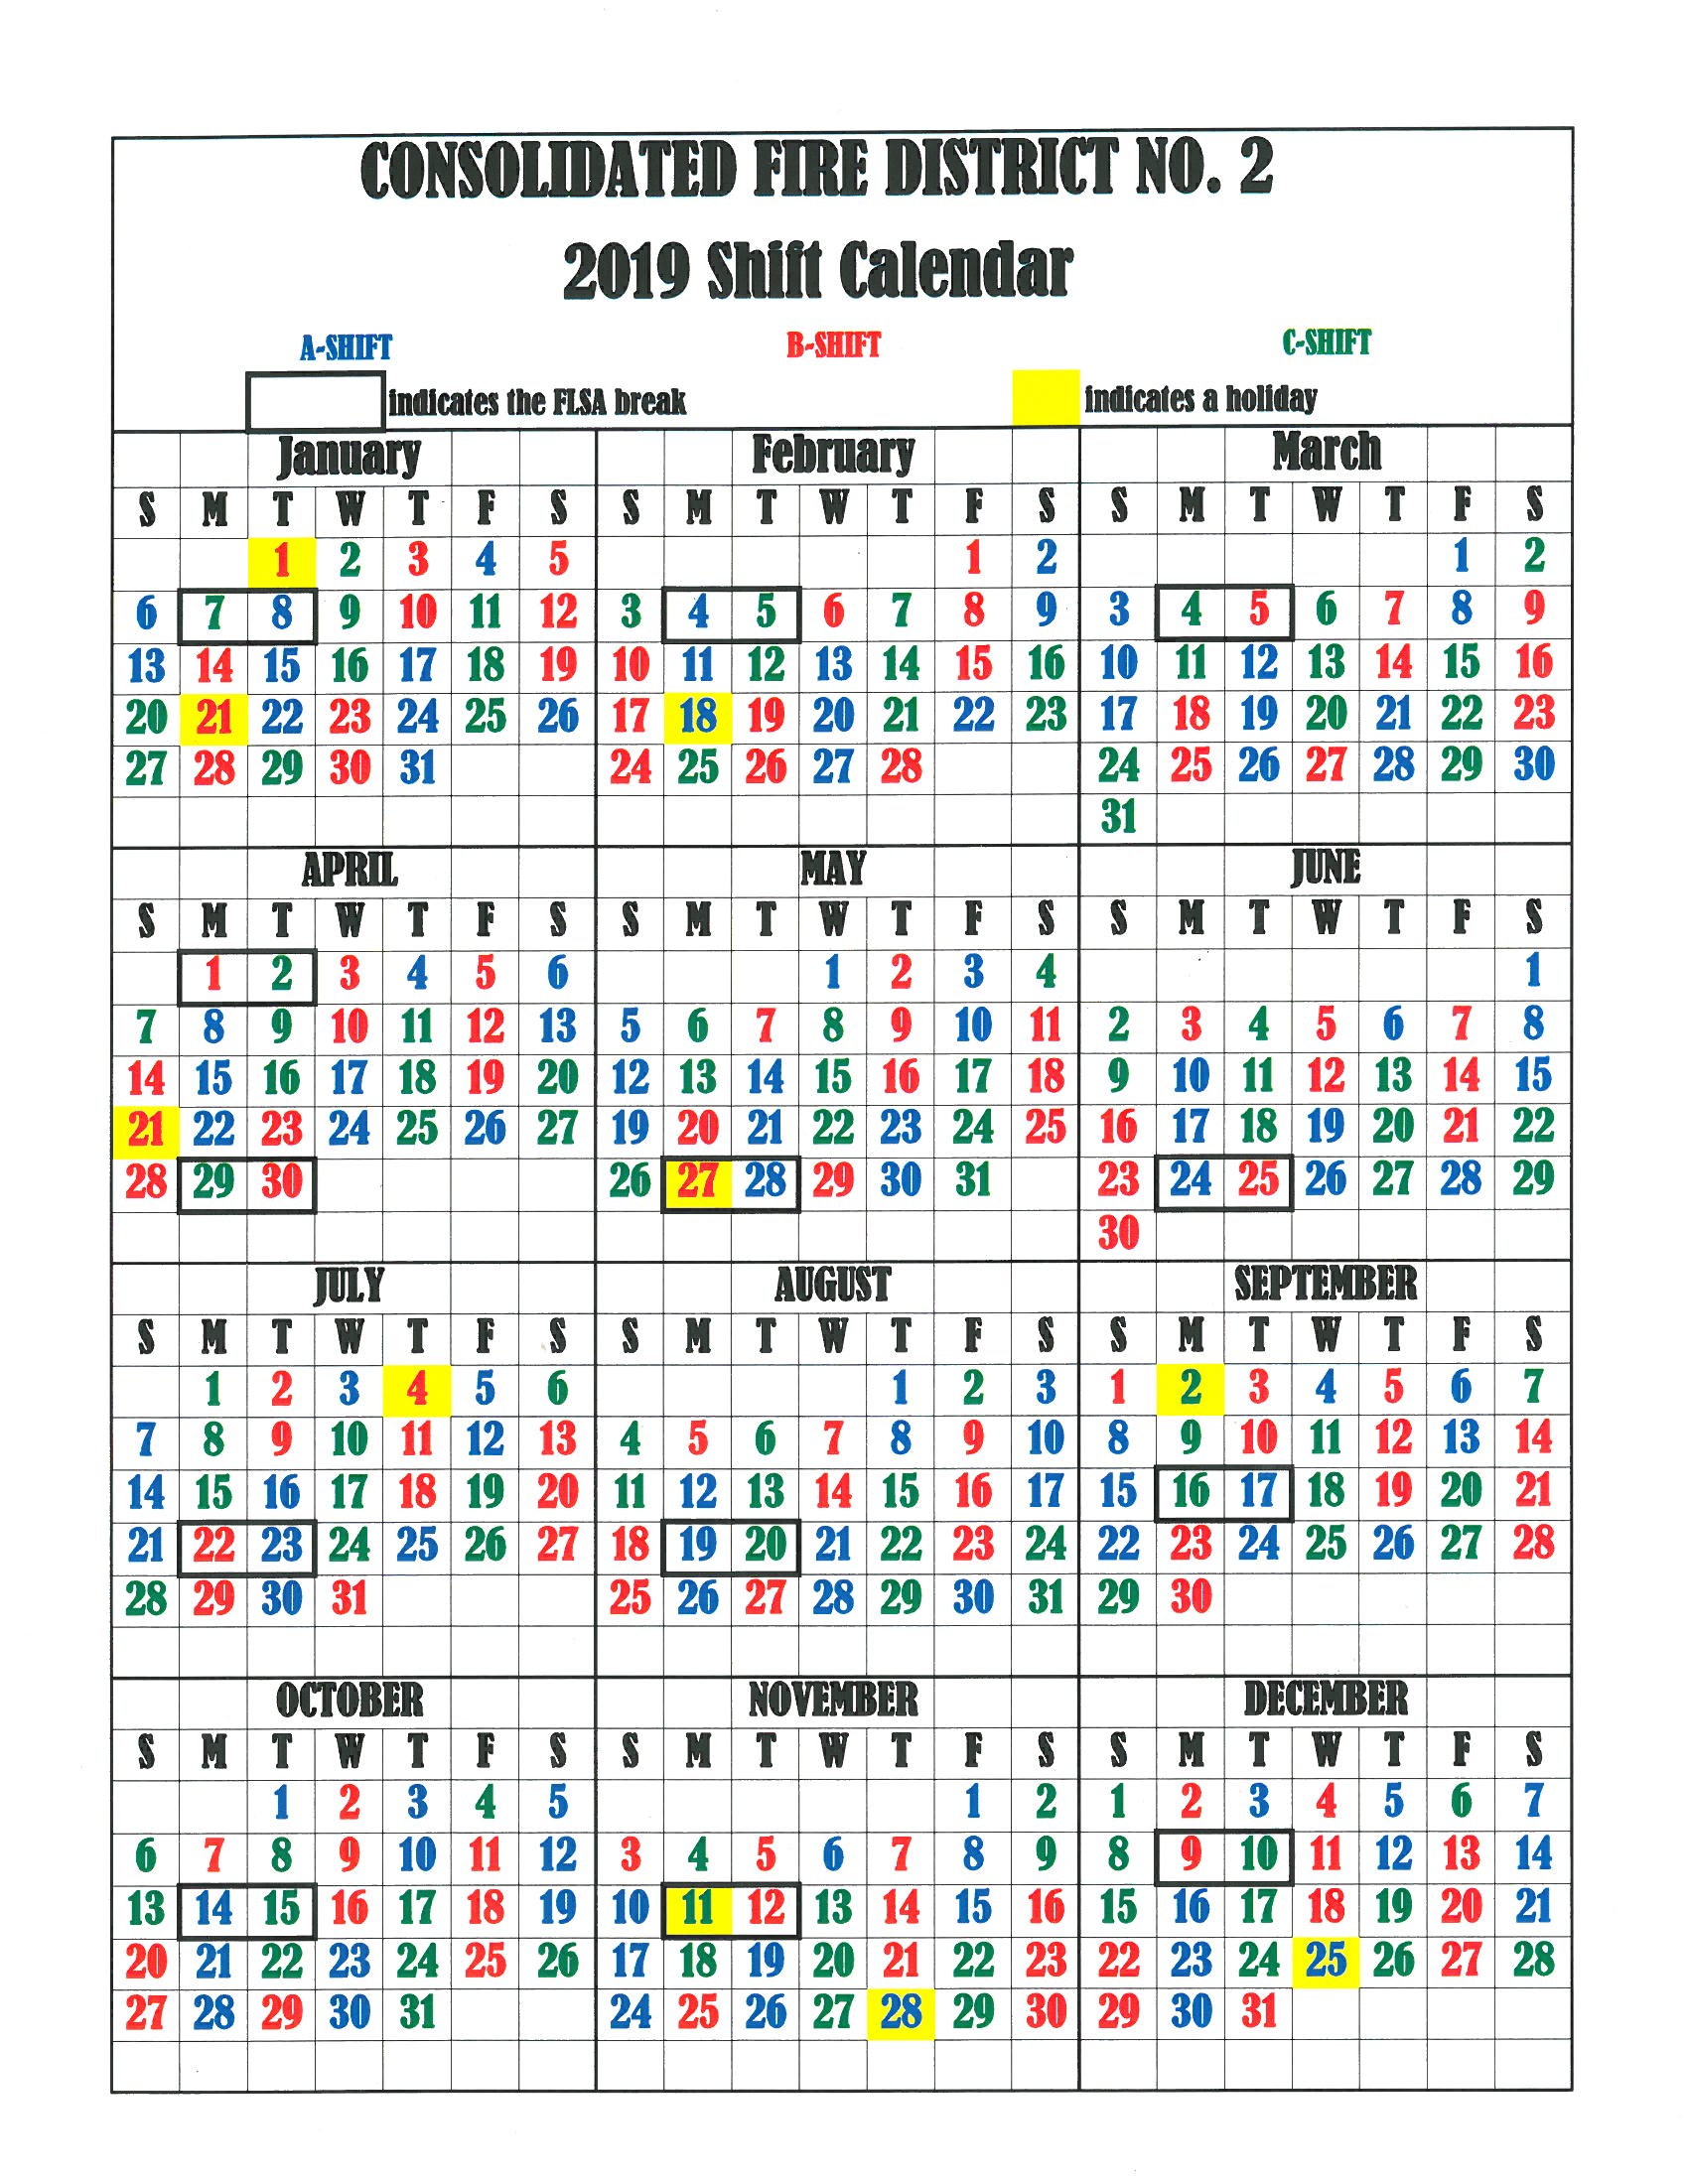 CONSOLIDATED FIRE DISTRICT NO. 2
2019 Shift Calendar
A-SHIFT B-SHIFT C-SHIFT
indicates the FLSA break indicates a holiday
January February March
S M T W T F S S M T W T F S S M T W T F S
1 2 3 4 5 1 2 1 2
6 7 8 9 10 11 12 3 4 5 6 7 8 9 3 4 5 6 7 8 9
13 14 15 16 17 18 19 10 11 12 13 14 15 16 10 11 12 13 14 15 16
20 21 22 23 24 25 26 17 18 19 20 21 22 23 17 18 19 20 21 22 23
27 28 29 30 31 24 25 26 27 28 24 25 26 27 28 29 30
31
APRIL MAY JUNE
S M T W T F S S M T W T F S S M T W T F S
1 2 3 4 5 6 1 2 3 4 1
7 8 9 10 11 12 13 5 6 7 8 9 10 11 2 3 4 5 6 7 8
14 15 16 17 18 19 20 12 13 14 15 16 17 18 9 10 11 12 13 14 15
21 22 23 24 25 26 27 19 20 21 22 23 24 25 16 17 18 19 20 21 22
28 29 30 26 27 28 29 30 31 23 24 25 26 27 28 29
30
JULY AUGUST SEPTEMBER
S M T W T F S S M T W T F S S M T W T F S
1 2 3 4 5 6 1 2 3 1 2 3 4 5 6 7
7 8 9 10 11 12 13 4 5 6 7 8 9 10 8 9 10 11 12 13 14
14 15 16 17 18 19 20 11 12 13 14 15 16 17 15 16 17 18 19 20 21
21 22 23 24 25 26 27 18 19 20 21 22 23 24 22 23 24 25 26 27 28
28 29 30 31 25 26 27 28 29 30 31 29 30
OCTOBER NOVEMBER DECEMBER
S M T W T F S S M T W T F S S M T W T F S
1 2 3 4 5 1 2 1 2 3 4 5 6 7
6 7 8 9 10 11 12 3 4 5 6 7 8 9 8 9 10 11 12 13 14
13 14 15 16 17 18 19 10 11 12 13 14 15 16 15 16 17 18 19 20 21
20 21 22 23 24 25 26 17 18 19 20 21 22 23 22 23 24 25 26 27 28
27 28 29 30 31 24 25 26 27 28 29 30 29 30 31